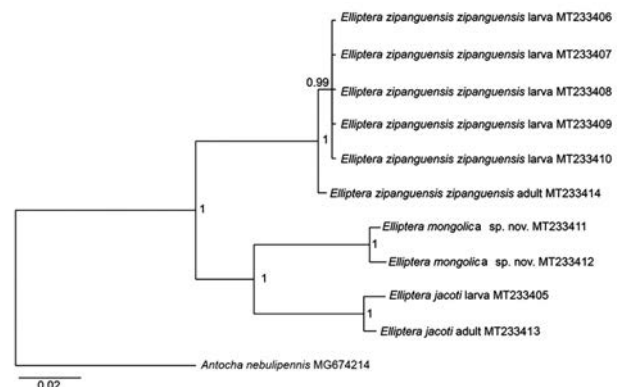 Elliptera zipanguensis zipanguensis larva MT233406
Elliptera zipanguensis zipanguensis larva MT233407
0.99
Elliptera zipanguensis zipanguensis larva MT233408
Elliptera zipanguensis zipanguensis larva MT233409
1
Elliptera zipanguensis zipanguensis larva MT233410
Elliptera zipanguensis zipanguensis adult MT233414
1
Elliptera mongolica sp. nov. MT233411
1
Elliptera mongolica sp. nov. MT233412
1
Elliptera jacoti larva MT233405
1
Elliptera jacoti adult MT233413
Antocha nebulipennis MG674214
0.02